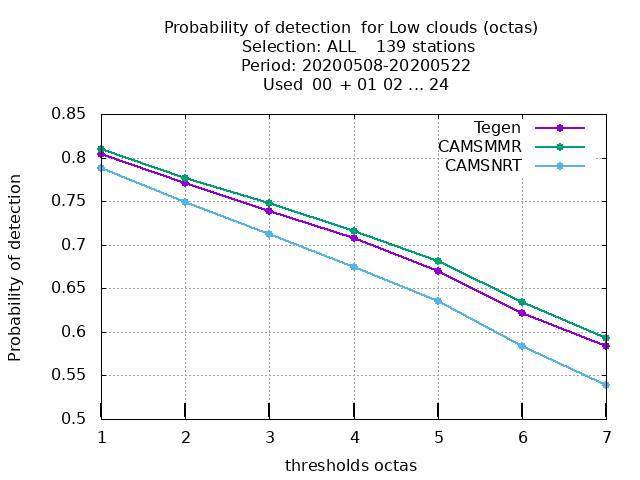 Probability of detection  for Low clouds (octas)
Selection: ALL    139 stations
Period: 20200508-20200522
Used  00  + 01 02 ... 24
Tegen
CAMSMMR
CAMSNRT
0.85
0.8
0.75
0.7
0.65
0.6
0.55
0.5
Probability of detection
1 2 3 4 5 6 7
thresholds octas